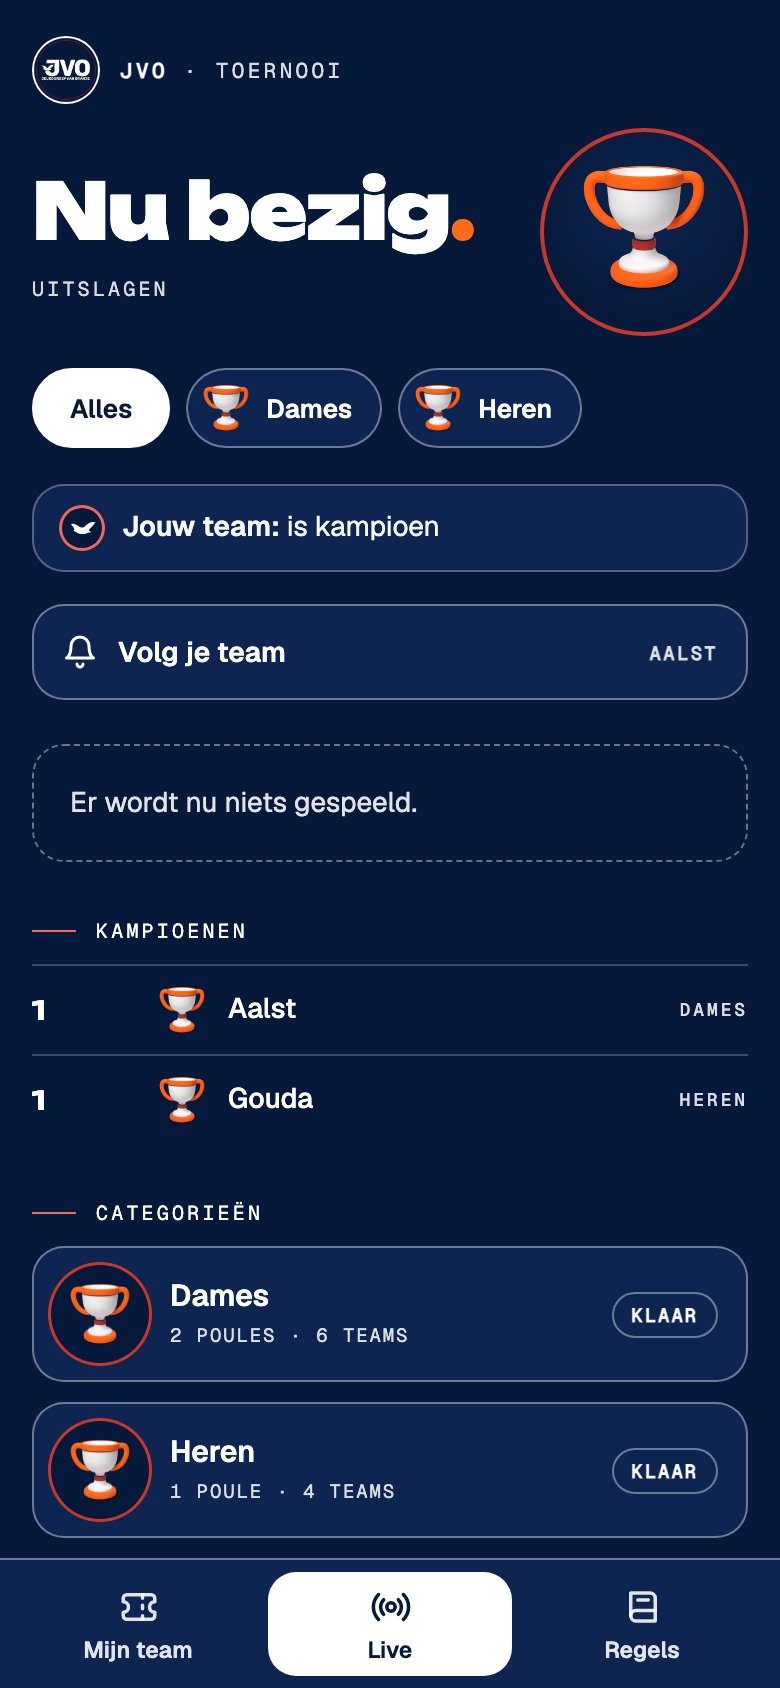 JVO
JVO · TOERNOOI
Nu bezig.
UITSLAGEN
Alles
Dames
Heren
Jouw team: is kampioen
Volg je team
AALST
Er wordt nu niets gespeeld.
KAMPIOENEN
1 Aalst DAMES
1 Gouda HEREN
CATEGORIEËN
Dames
2 POULES · 6 TEAMS
KLAAR
Heren
1 POULE · 4 TEAMS
KLAAR
Mijn team
Live
Regels